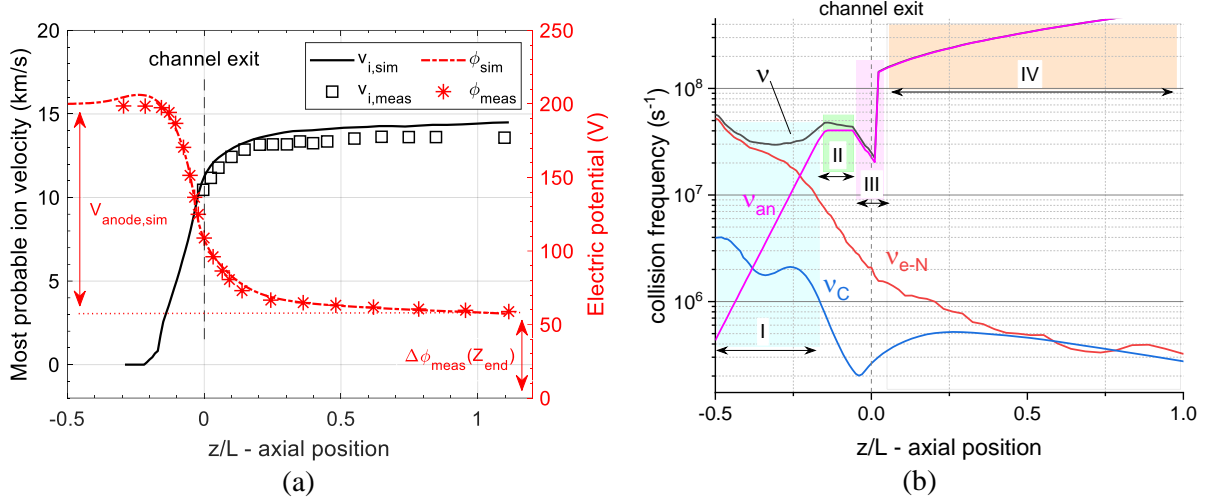 channel exit
v_i,sim
ϕ_sim
v_i,meas
ϕ_meas
V_anode,sim
Δϕ_meas(Z_end)
Most probable ion velocity (km/s)
20
15
10
5
0
Electric potential (V)
250
200
150
100
50
0
-0.5
0
0.5
1
z/L - axial position
(a)
channel exit
ν
ν_an
ν_e-N
ν_C
I
II
III
IV
collision frequency (s^-1)
10^8
10^7
10^6
-0.5
0.0
0.5
1.0
z/L - axial position
(b)